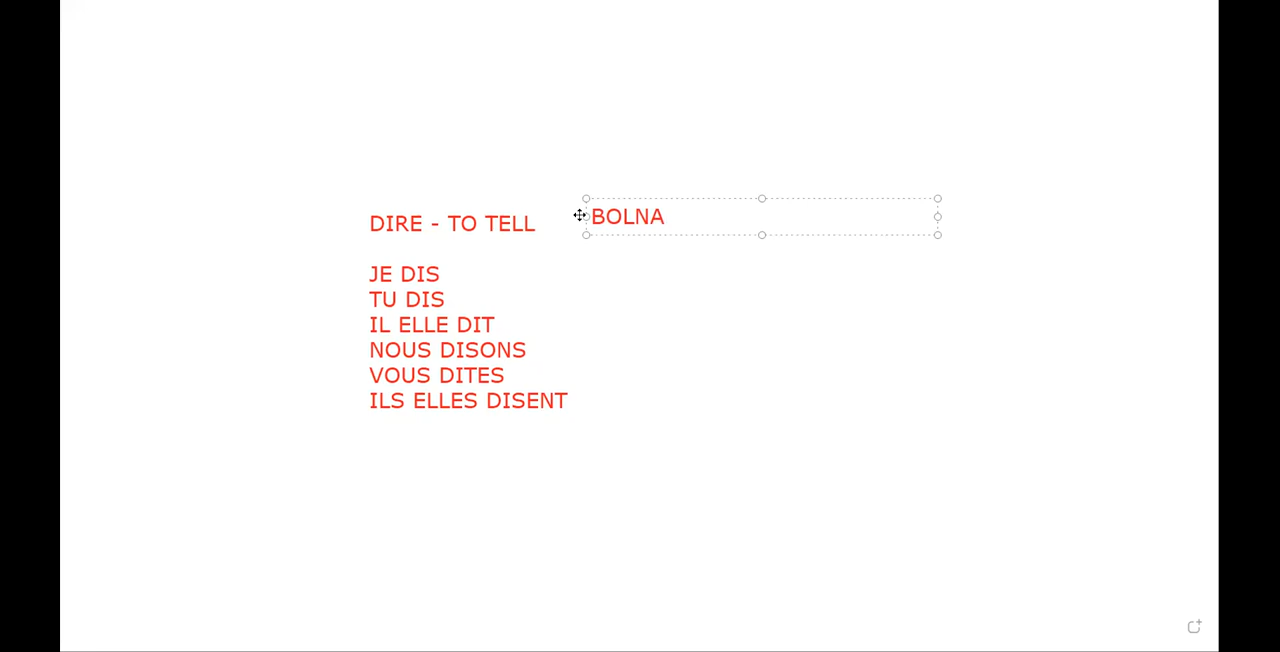 DIRE - TO TELL
BOLNA
JE DIS
TU DIS
IL ELLE DIT
NOUS DISONS
VOUS DITES
ILS ELLES DISENT